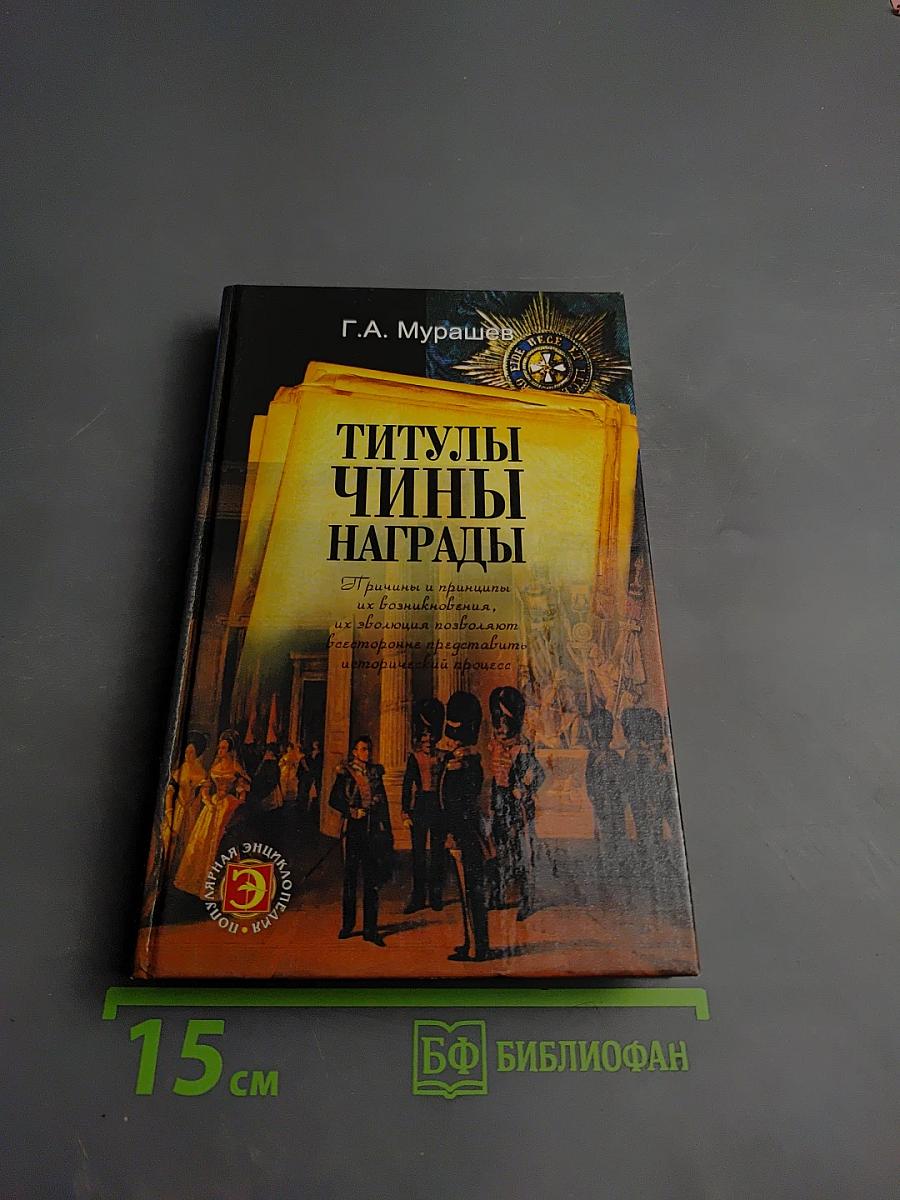 Г.А. Мурашев
ТИТУЛЫ
ЧИНЫ
НАГРАДЫ
Причины и принципы
их возникновения,
их эволюция позволяют
всесторонне представить
исторический процесс
ПОПУЛЯРНАЯ ЭНЦИКЛОПЕДИЯ
Э
15 см
БФ БИБЛИОФАН